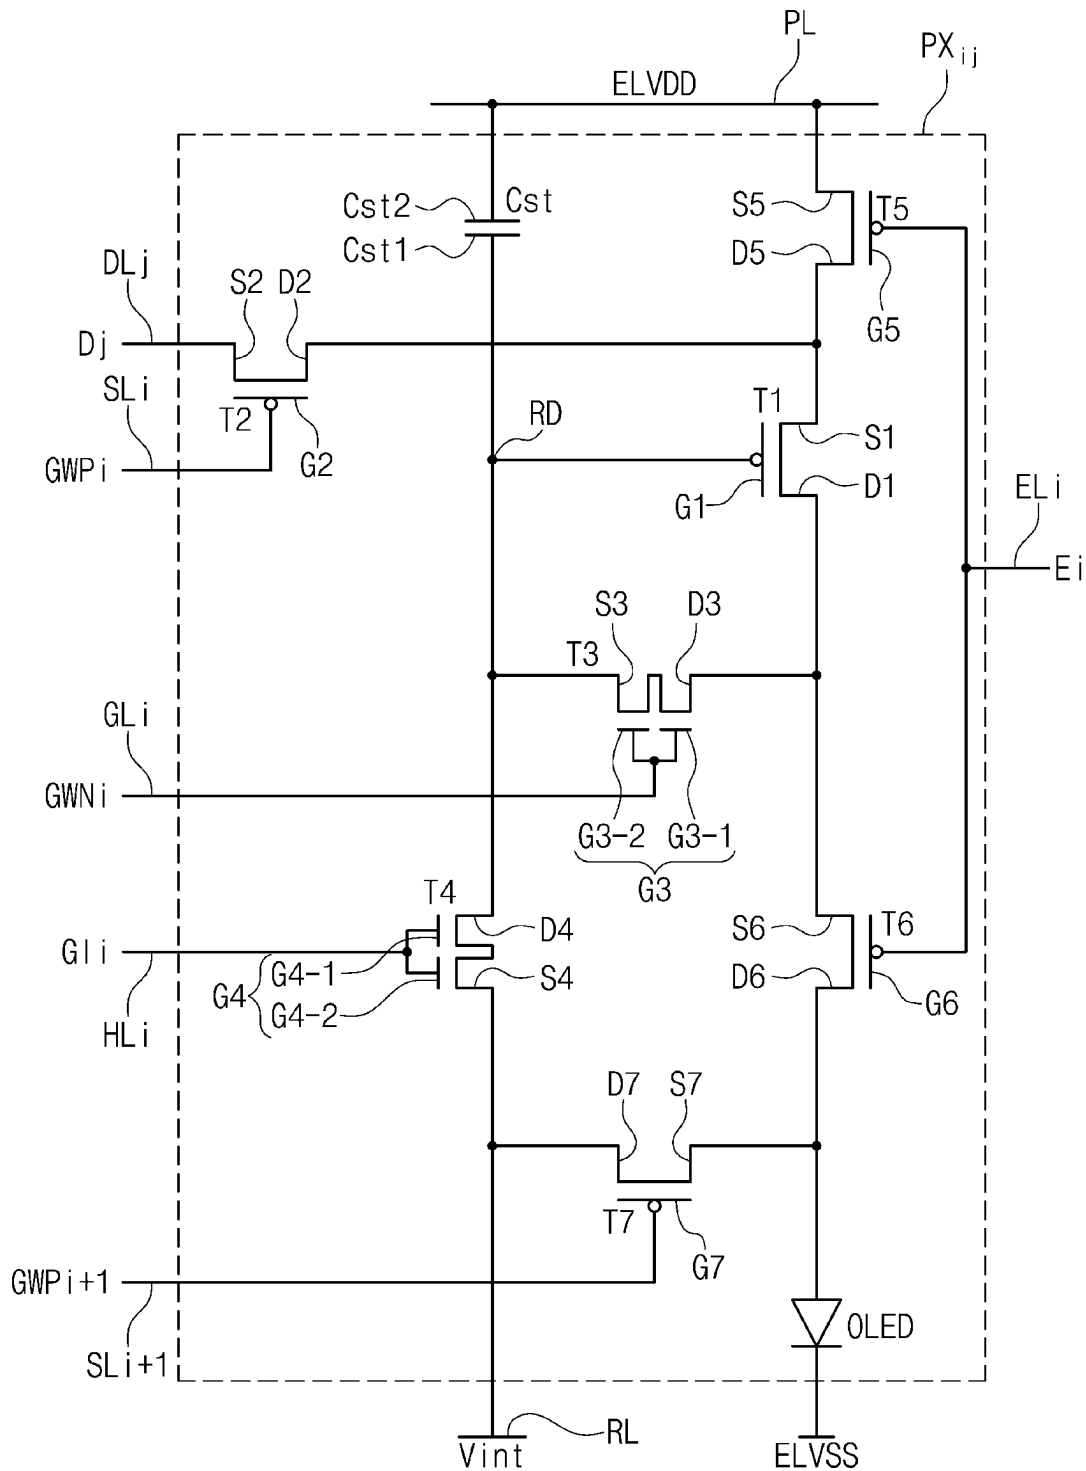 PL
PXij
ELVDD
Cst2
Cst
Cst1
S5
T5
D5
G5
DLj
S2
D2
Dj
SLi
T2
G2
GWPi
RD
T1
S1
G1
D1
ELi
Ei
S3
D3
T3
GLi
GWNi
G3-2
G3-1
G3
T4
D4
S6
T6
GIi
G4
G4-1
G4-2
S4
D6
G6
HLi
D7
S7
T7
G7
GWPi+1
SLi+1
OLED
RL
Vint
ELVSS